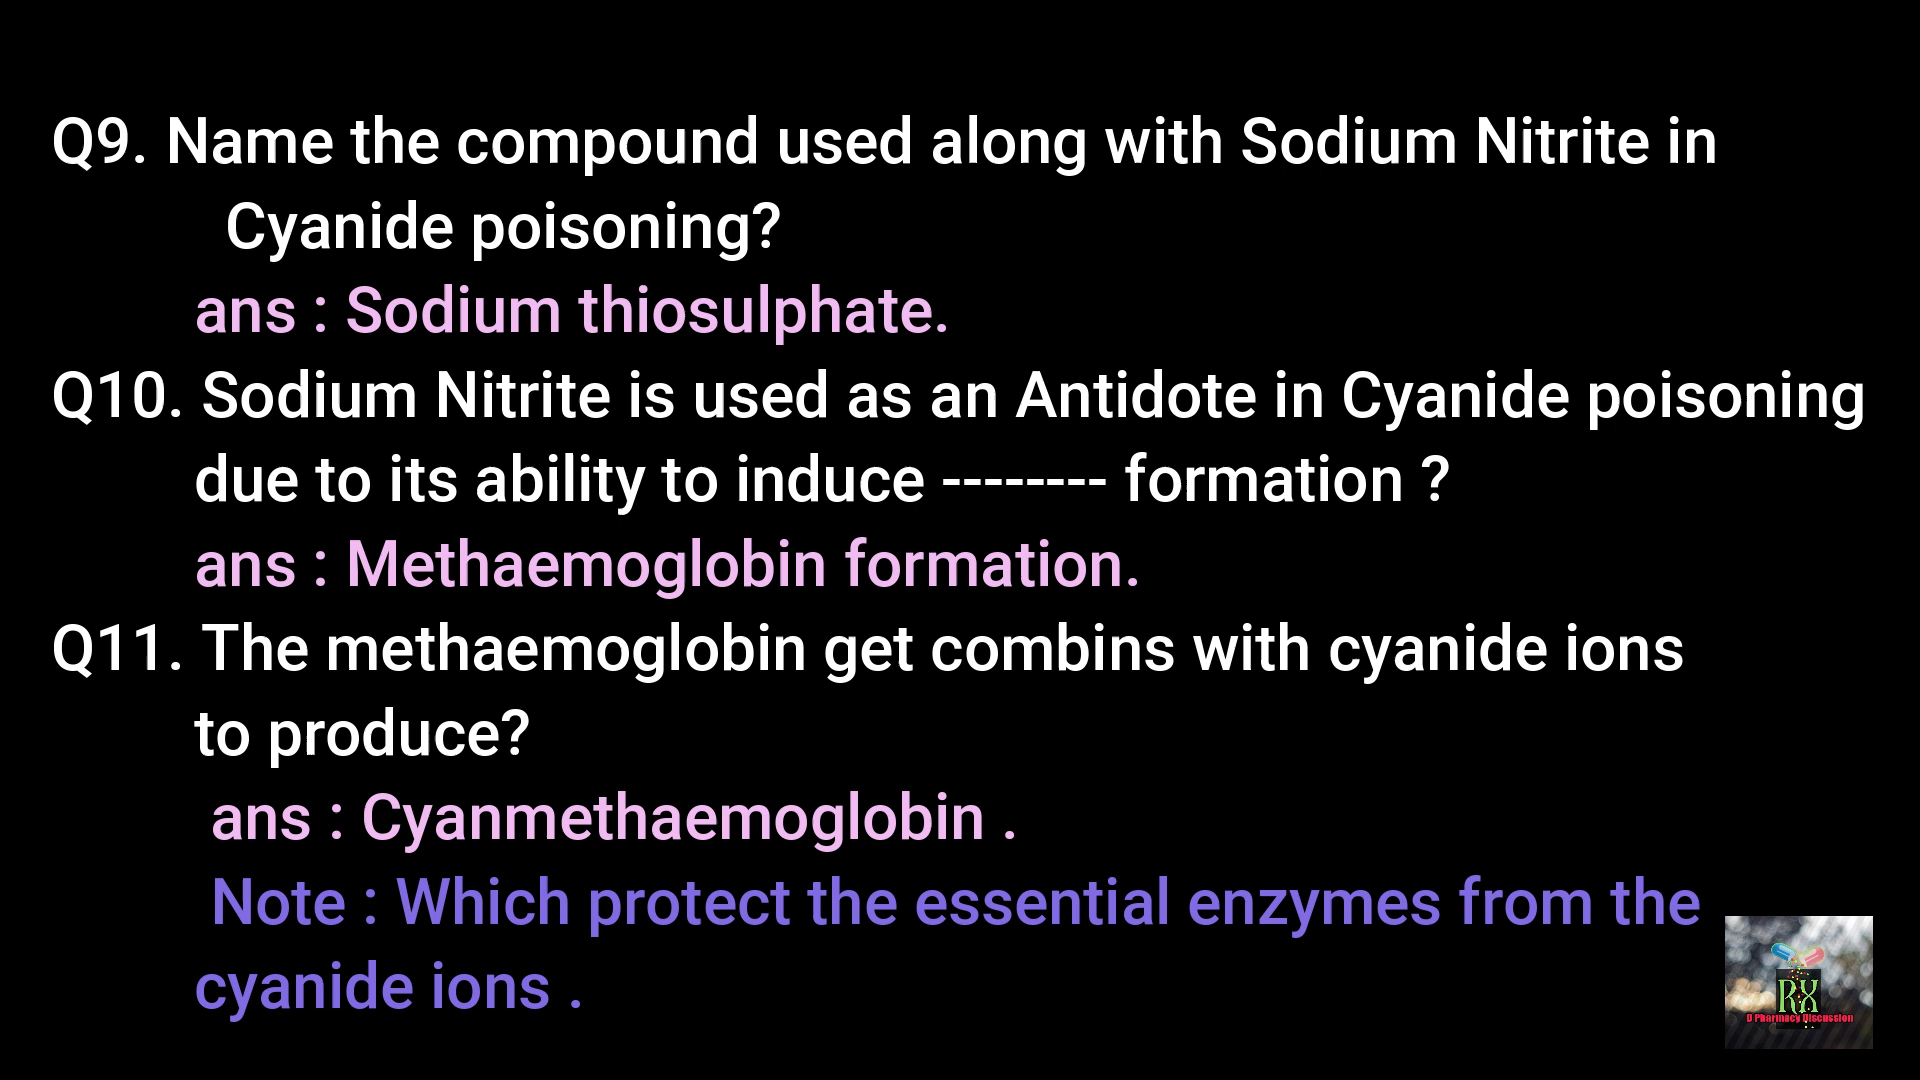 Q9. Name the compound used along with Sodium Nitrite in
Cyanide poisoning?
ans : Sodium thiosulphate.
Q10. Sodium Nitrite is used as an Antidote in Cyanide poisoning
due to its ability to induce -------- formation ?
ans : Methaemoglobin formation.
Q11. The methaemoglobin get combins with cyanide ions
to produce?
ans : Cyanmethaemoglobin .
Note : Which protect the essential enzymes from the
cyanide ions .
RX
D Pharmacy Discussion